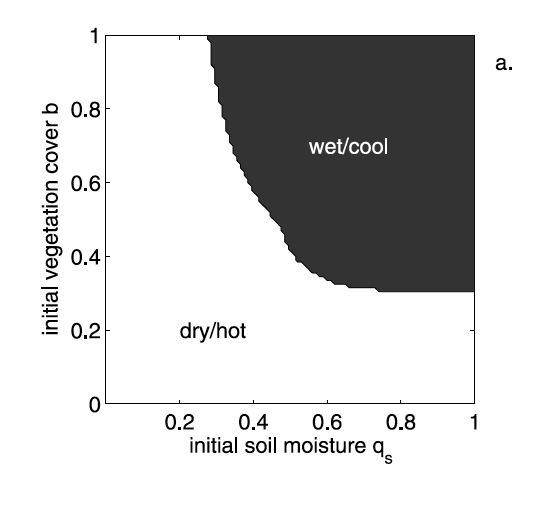 a.
1
0.8
0.6
0.4
0.2
0
initial vegetation cover b
wet/cool
dry/hot
0.2 0.4 0.6 0.8 1
initial soil moisture qs